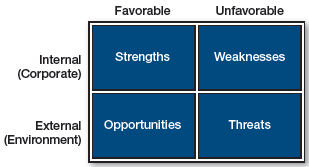 Favorable Unfavorable
Internal
(Corporate)
Strengths Weaknesses
External
(Environment)
Opportunities Threats